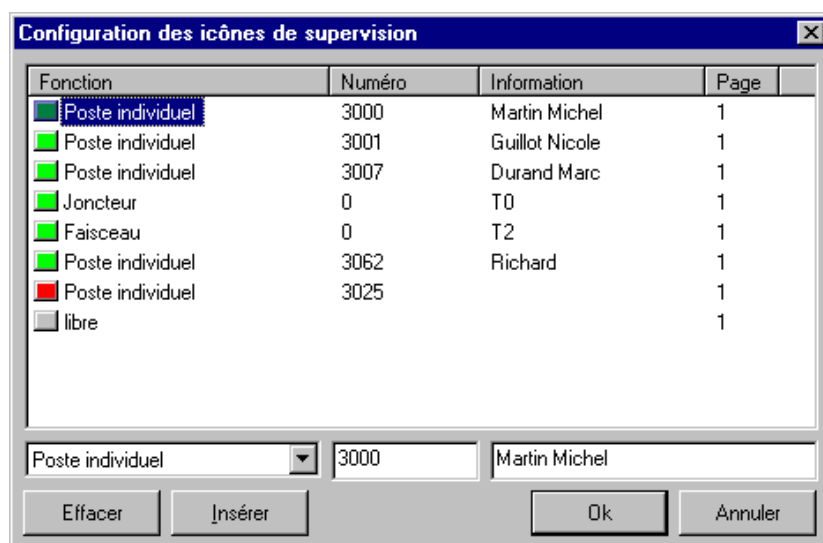 Configuration des icônes de supervision
Fonction Numéro Information Page
Poste individuel 3000 Martin Michel 1
Poste individuel 3001 Guillot Nicole 1
Poste individuel 3007 Durand Marc 1
Joncteur 0 T0 1
Faisceau 0 T2 1
Poste individuel 3062 Richard 1
Poste individuel 3025 1
libre 1
Poste individuel 3000 Martin Michel
Effacer Insérer Ok Annuler